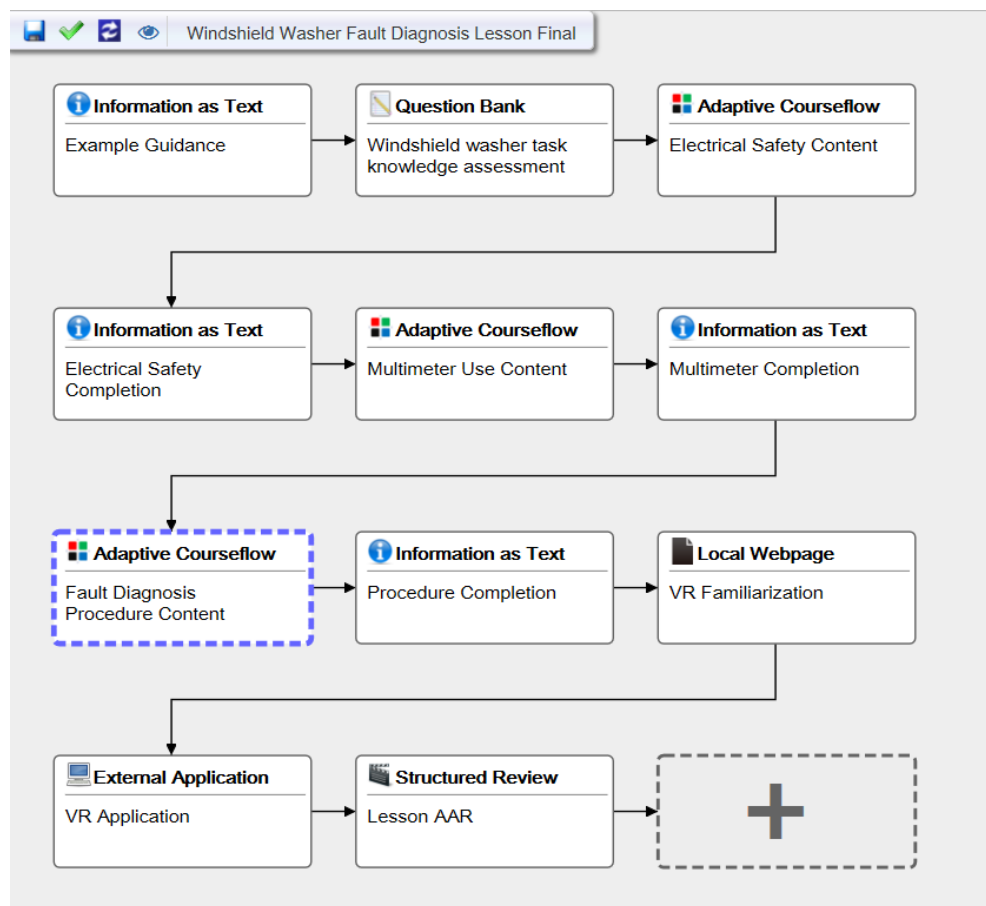 Windshield Washer Fault Diagnosis Lesson Final
Information as Text
Example Guidance
Question Bank
Windshield washer task
knowledge assessment
Adaptive Courseflow
Electrical Safety Content
Information as Text
Electrical Safety
Completion
Adaptive Courseflow
Multimeter Use Content
Information as Text
Multimeter Completion
Adaptive Courseflow
Fault Diagnosis
Procedure Content
Information as Text
Procedure Completion
Local Webpage
VR Familiarization
External Application
VR Application
Structured Review
Lesson AAR